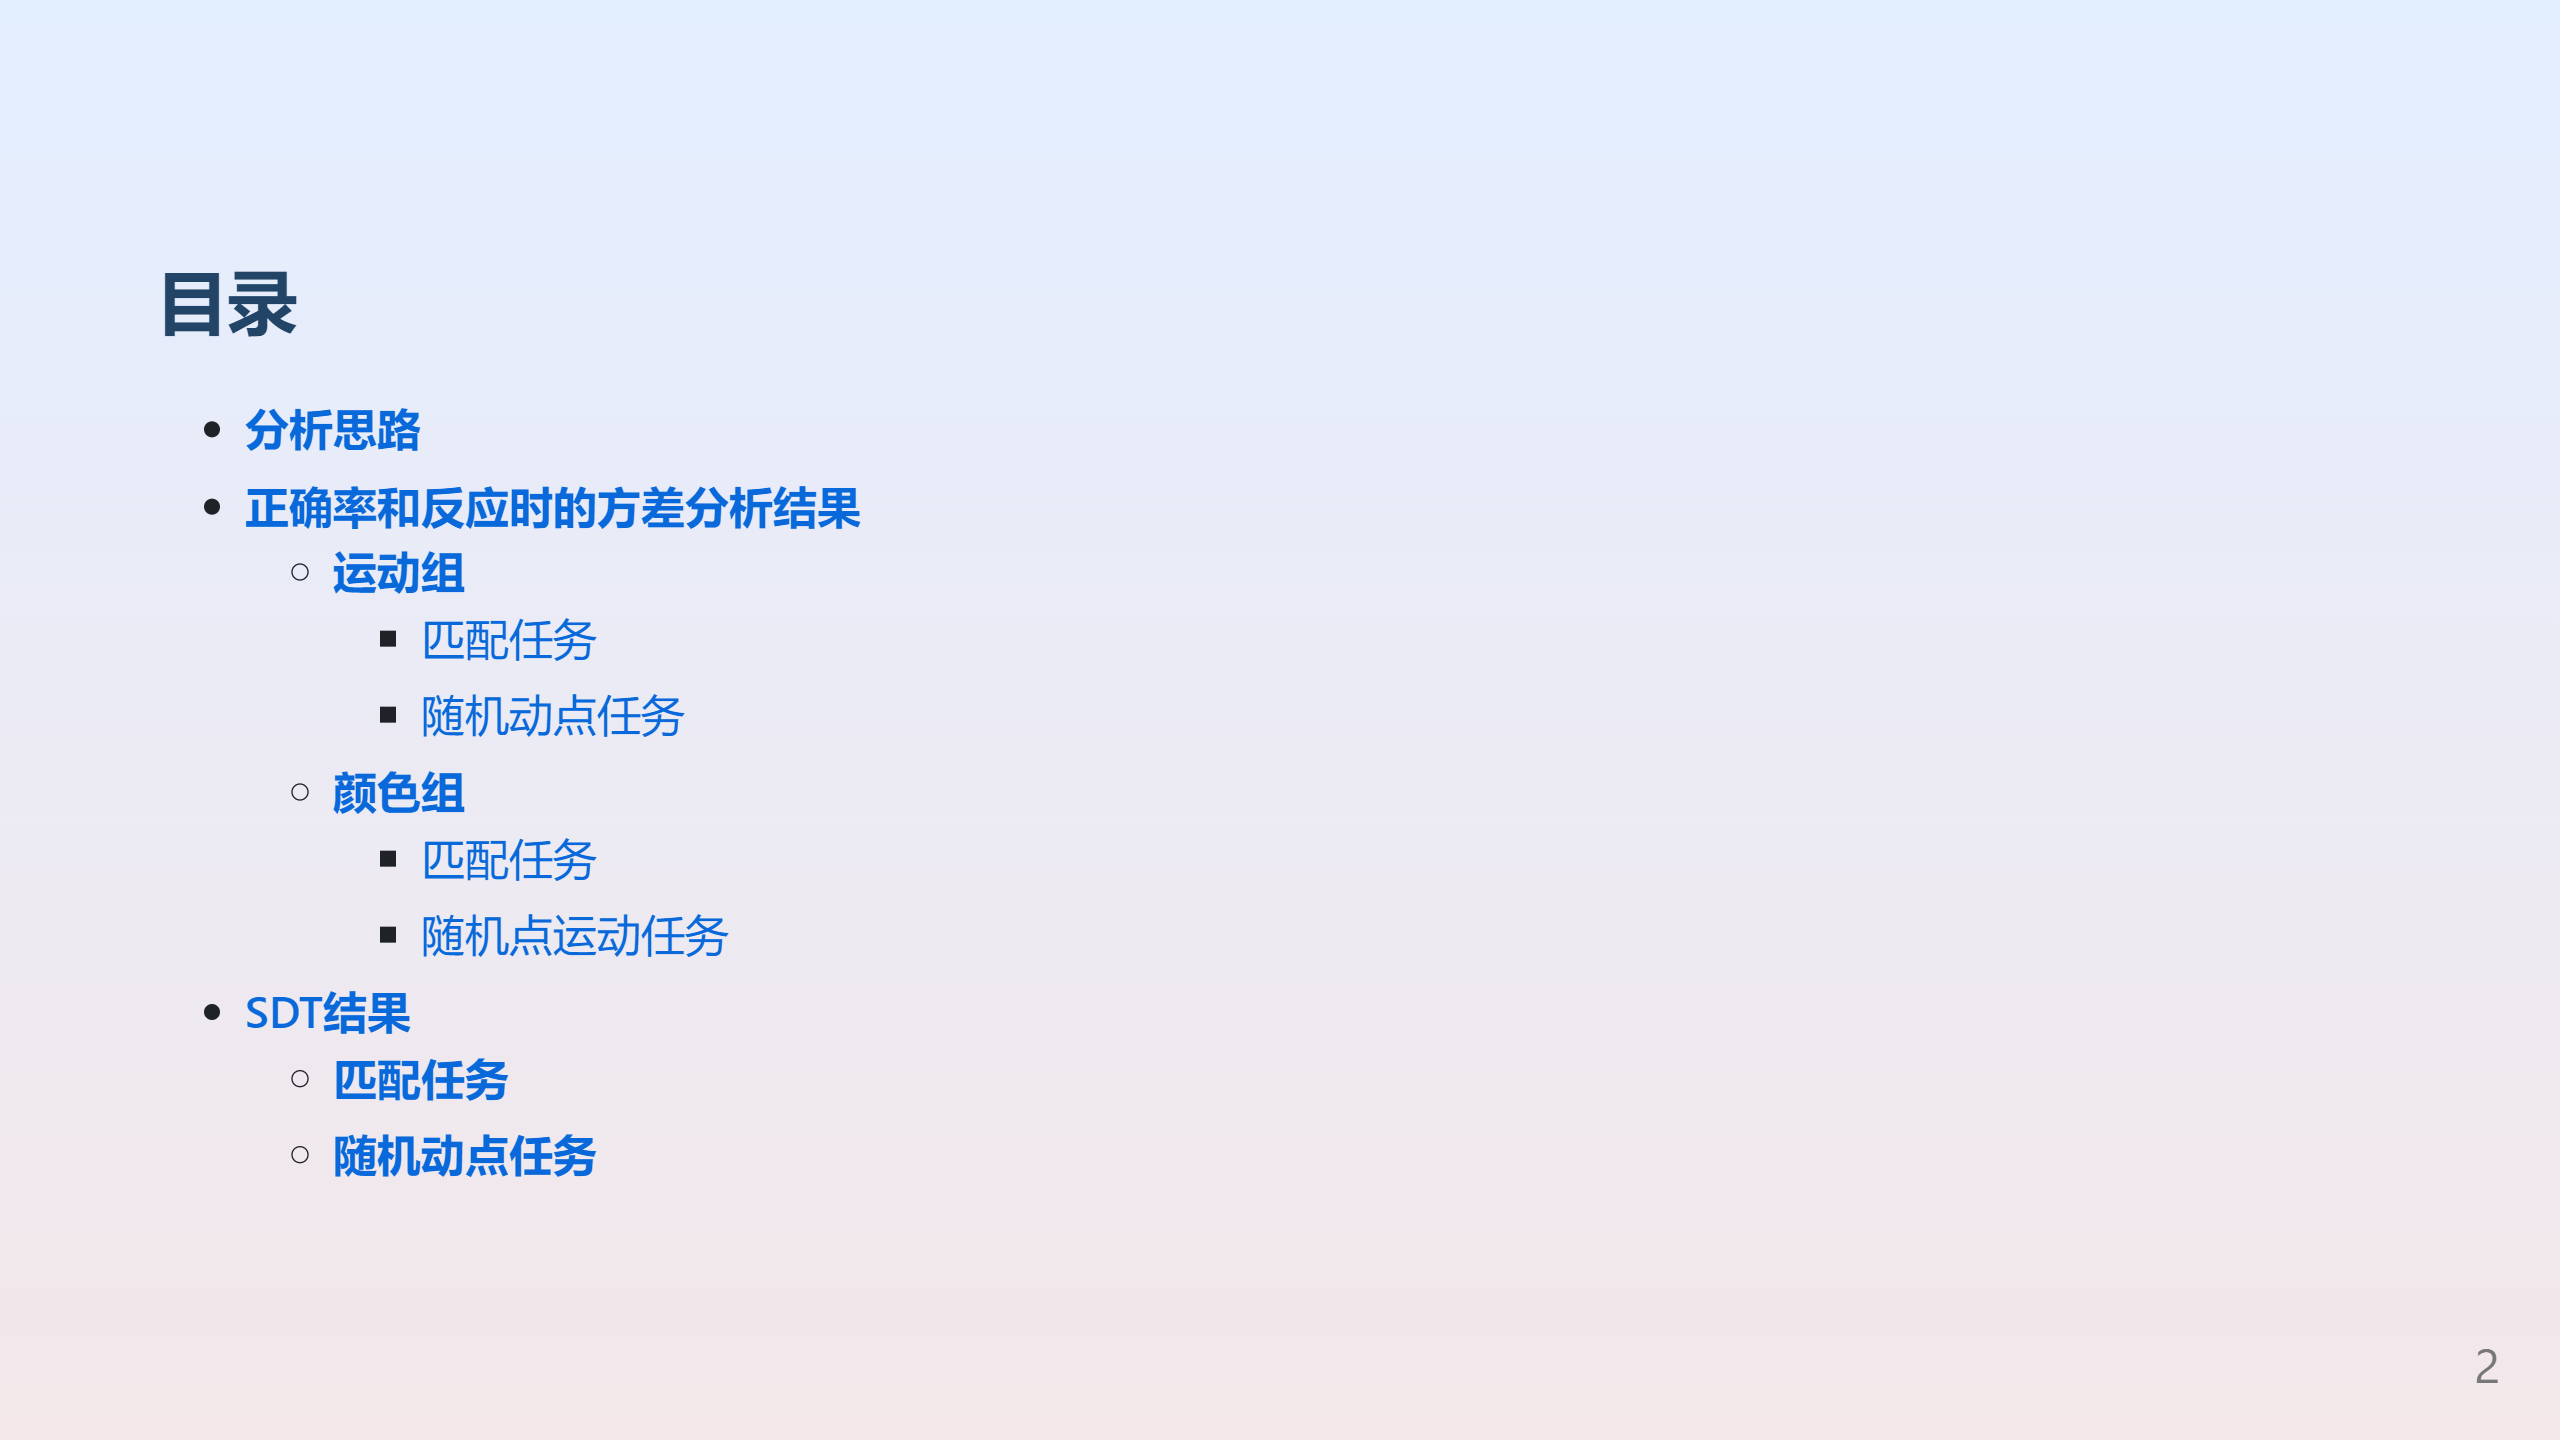 目录
分析思路
正确率和反应时的方差分析结果
运动组
匹配任务
随机动点任务
颜色组
匹配任务
随机点运动任务
SDT结果
匹配任务
随机动点任务
2